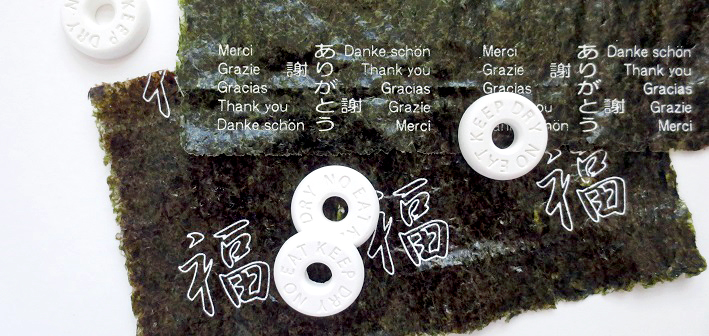 KEEP DRY
Merci
Grazie
Gracias
Thank you
Danke schön
ありがとう
謝
謝
Danke schön
Thank you
Gracias
Grazie
Merci
Merci
Grazie
Gracias
ありがとう
謝
謝
Danke schön
Thank you
Gracias
Grazie
Merci
KEEP DRY NO EAT
DRY NO EAT
NO EAT KEEP DRY
福
福
福